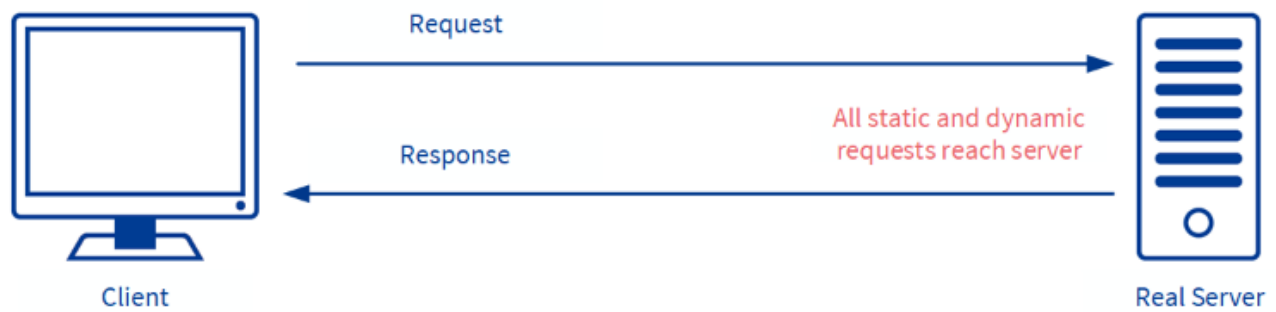 Request
All static and dynamic
requests reach server
Response
Client
Real Server